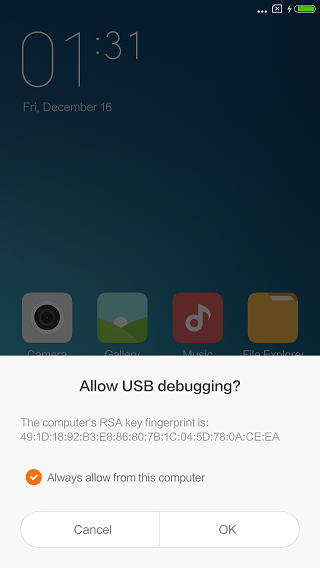 01:31
Fri, December 16
Camera Gallery Music File Explorer
Allow USB debugging?
The computer's RSA key fingerprint is:
49:1D:18:92:B3:E8:86:80:7B:1C:04:5D:78:0A:CE:EA
Always allow from this computer
Cancel OK